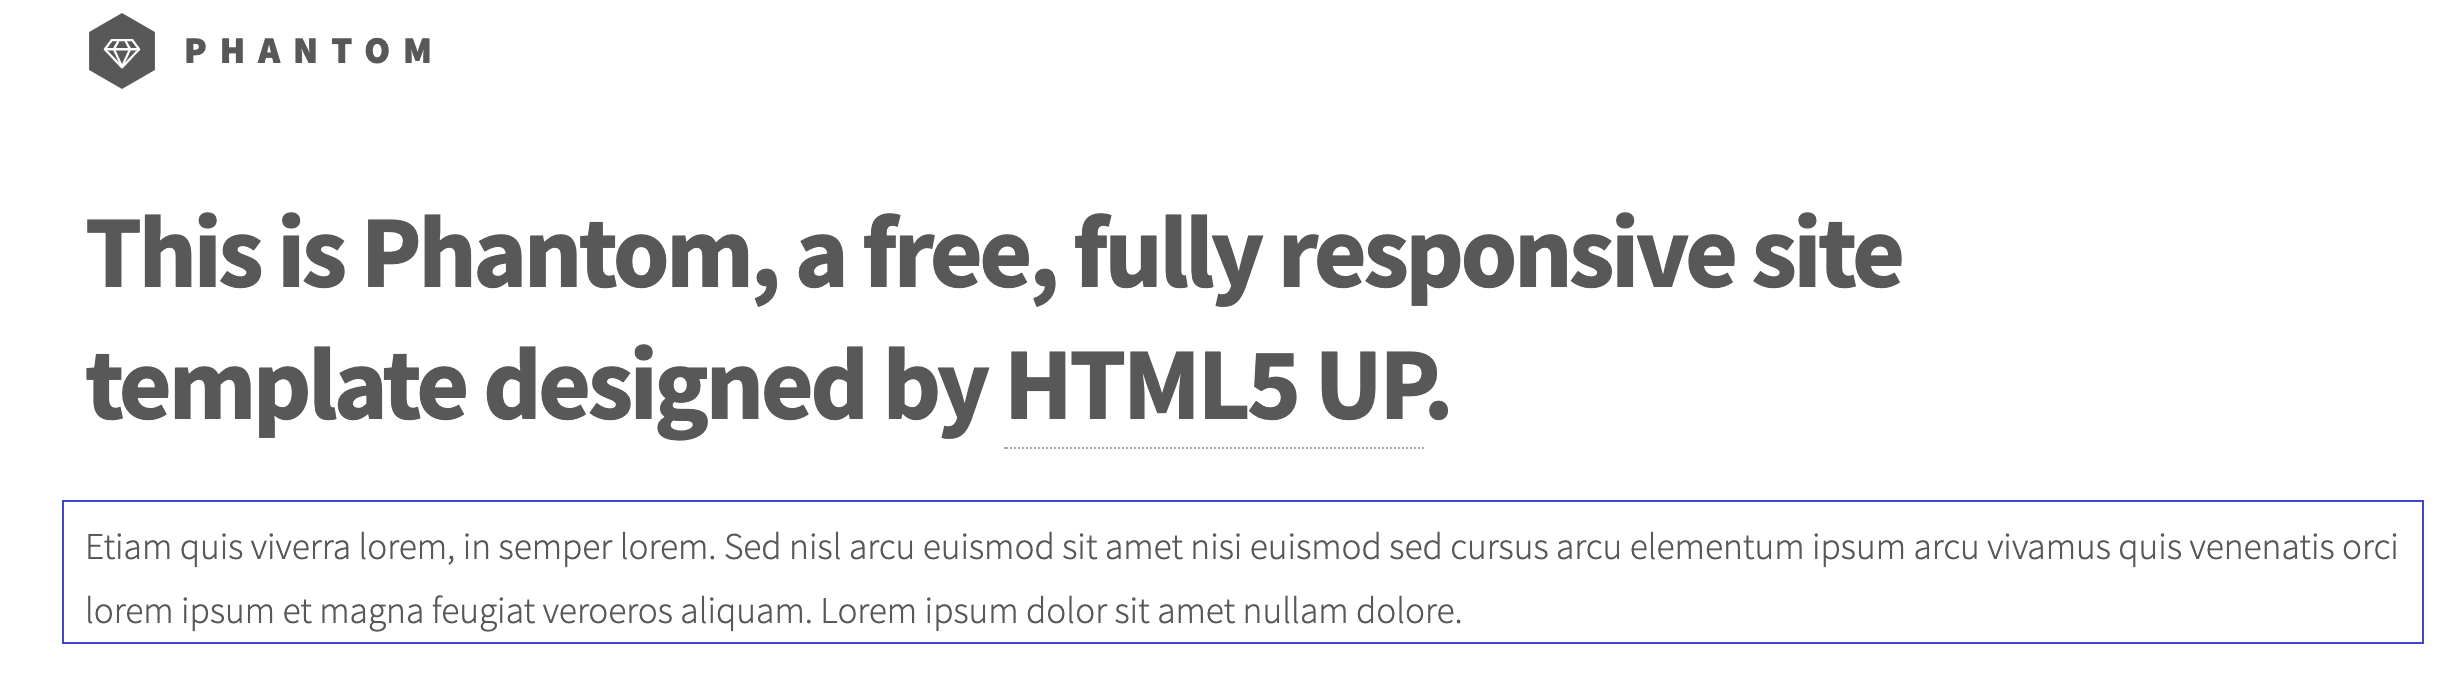 PHANTOM
This is Phantom, a free, fully responsive site
template designed by HTML5 UP.
Etiam quis viverra lorem, in semper lorem. Sed nisl arcu euismod sit amet nisi euismod sed cursus arcu elementum ipsum arcu vivamus quis venenatis orci
lorem ipsum et magna feugiat veroeros aliquam. Lorem ipsum dolor sit amet nullam dolore.